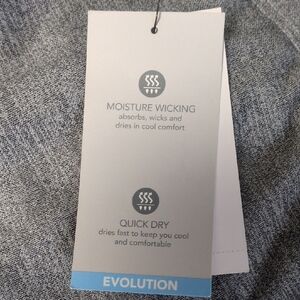 MOISTURE WICKING
absorbs, wicks and
dries in cool comfort
QUICK DRY
dries fast to keep you cool
and comfortable
EVOLUTION